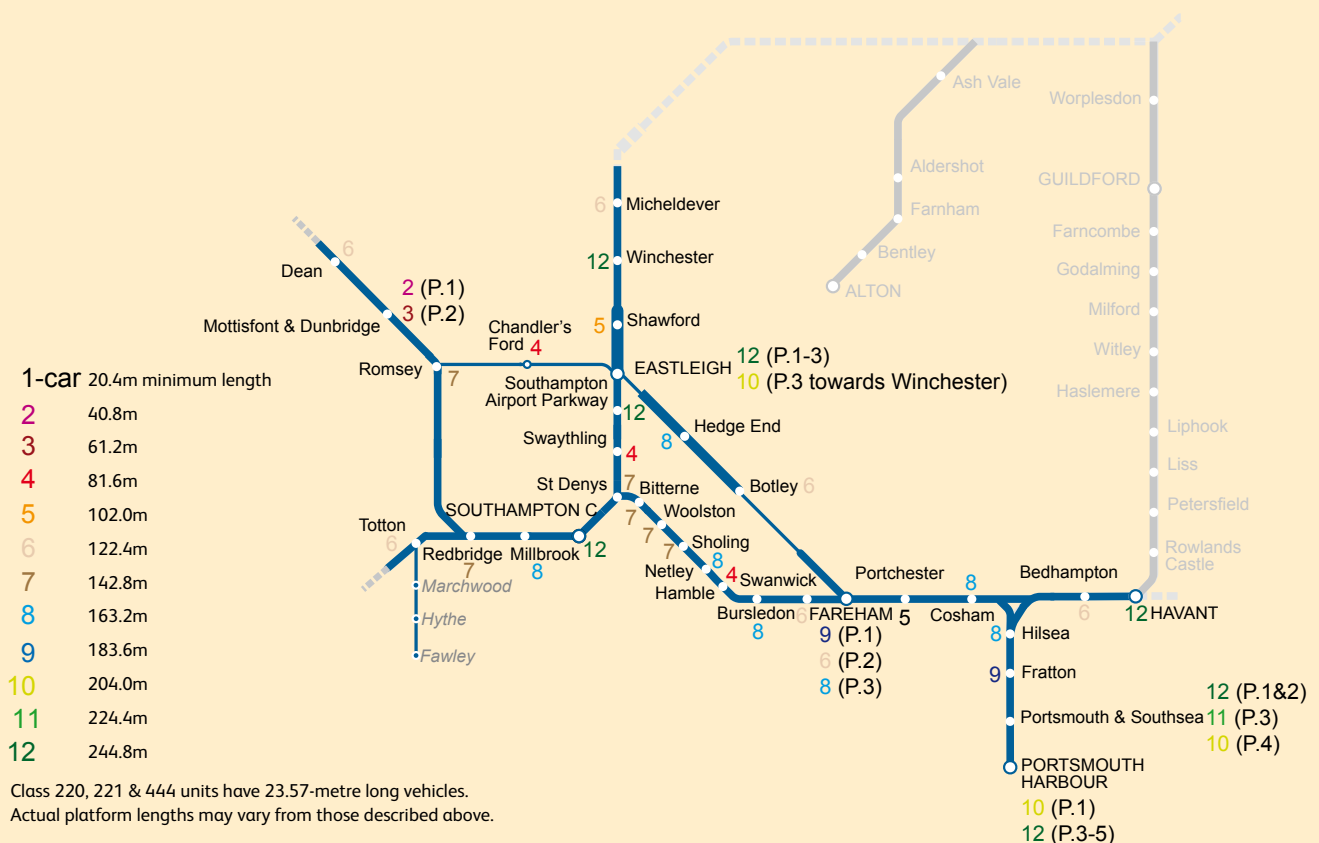 Ash Vale
Worplesdon
Aldershot
GUILDFORD
6
Micheldever
Farnham
Farncombe
6
Dean
12
Winchester
Bentley
Godalming
2 (P.1)
ALTON
3 (P.2)
Mottisfont & Dunbridge
Milford
5
Shawford
Chandler's
Ford 4
Witley
12 (P.1-3)
EASTLEIGH
10 (P.3 towards Winchester)
Romsey
7
1-car 20.4m minimum length
Southampton
Airport Parkway
12
Haslemere
2 40.8m
Hedge End
8
Liphook
3 61.2m
Swaythling
4
Liss
4 81.6m
St Denys
7
Bitterne
7
Botley 6
Petersfield
5 102.0m
SOUTHAMPTON C
Woolston
7
Totton
6
Sholing
7
Rowlands
Castle
6 122.4m
Redbridge
7
Millbrook
8
12
Netley
8
Hamble
4
Swanwick
6
Portchester
5
8
Cosham
Bedhampton
6
7 142.8m
Marchwood
Bursledon
8
FAREHAM
9 (P.1)
6 (P.2)
8 (P.3)
12 HAVANT
8 163.2m
Hythe
8
Hilsea
9 183.6m
Fawley
9
Fratton
10 204.0m
12 (P.1&2)
Portsmouth & Southsea 11 (P.3)
10 (P.4)
11 224.4m
12 244.8m
PORTSMOUTH
HARBOUR
10 (P.1)
12 (P.3-5)
Class 220, 221 & 444 units have 23.57-metre long vehicles.
Actual platform lengths may vary from those described above.